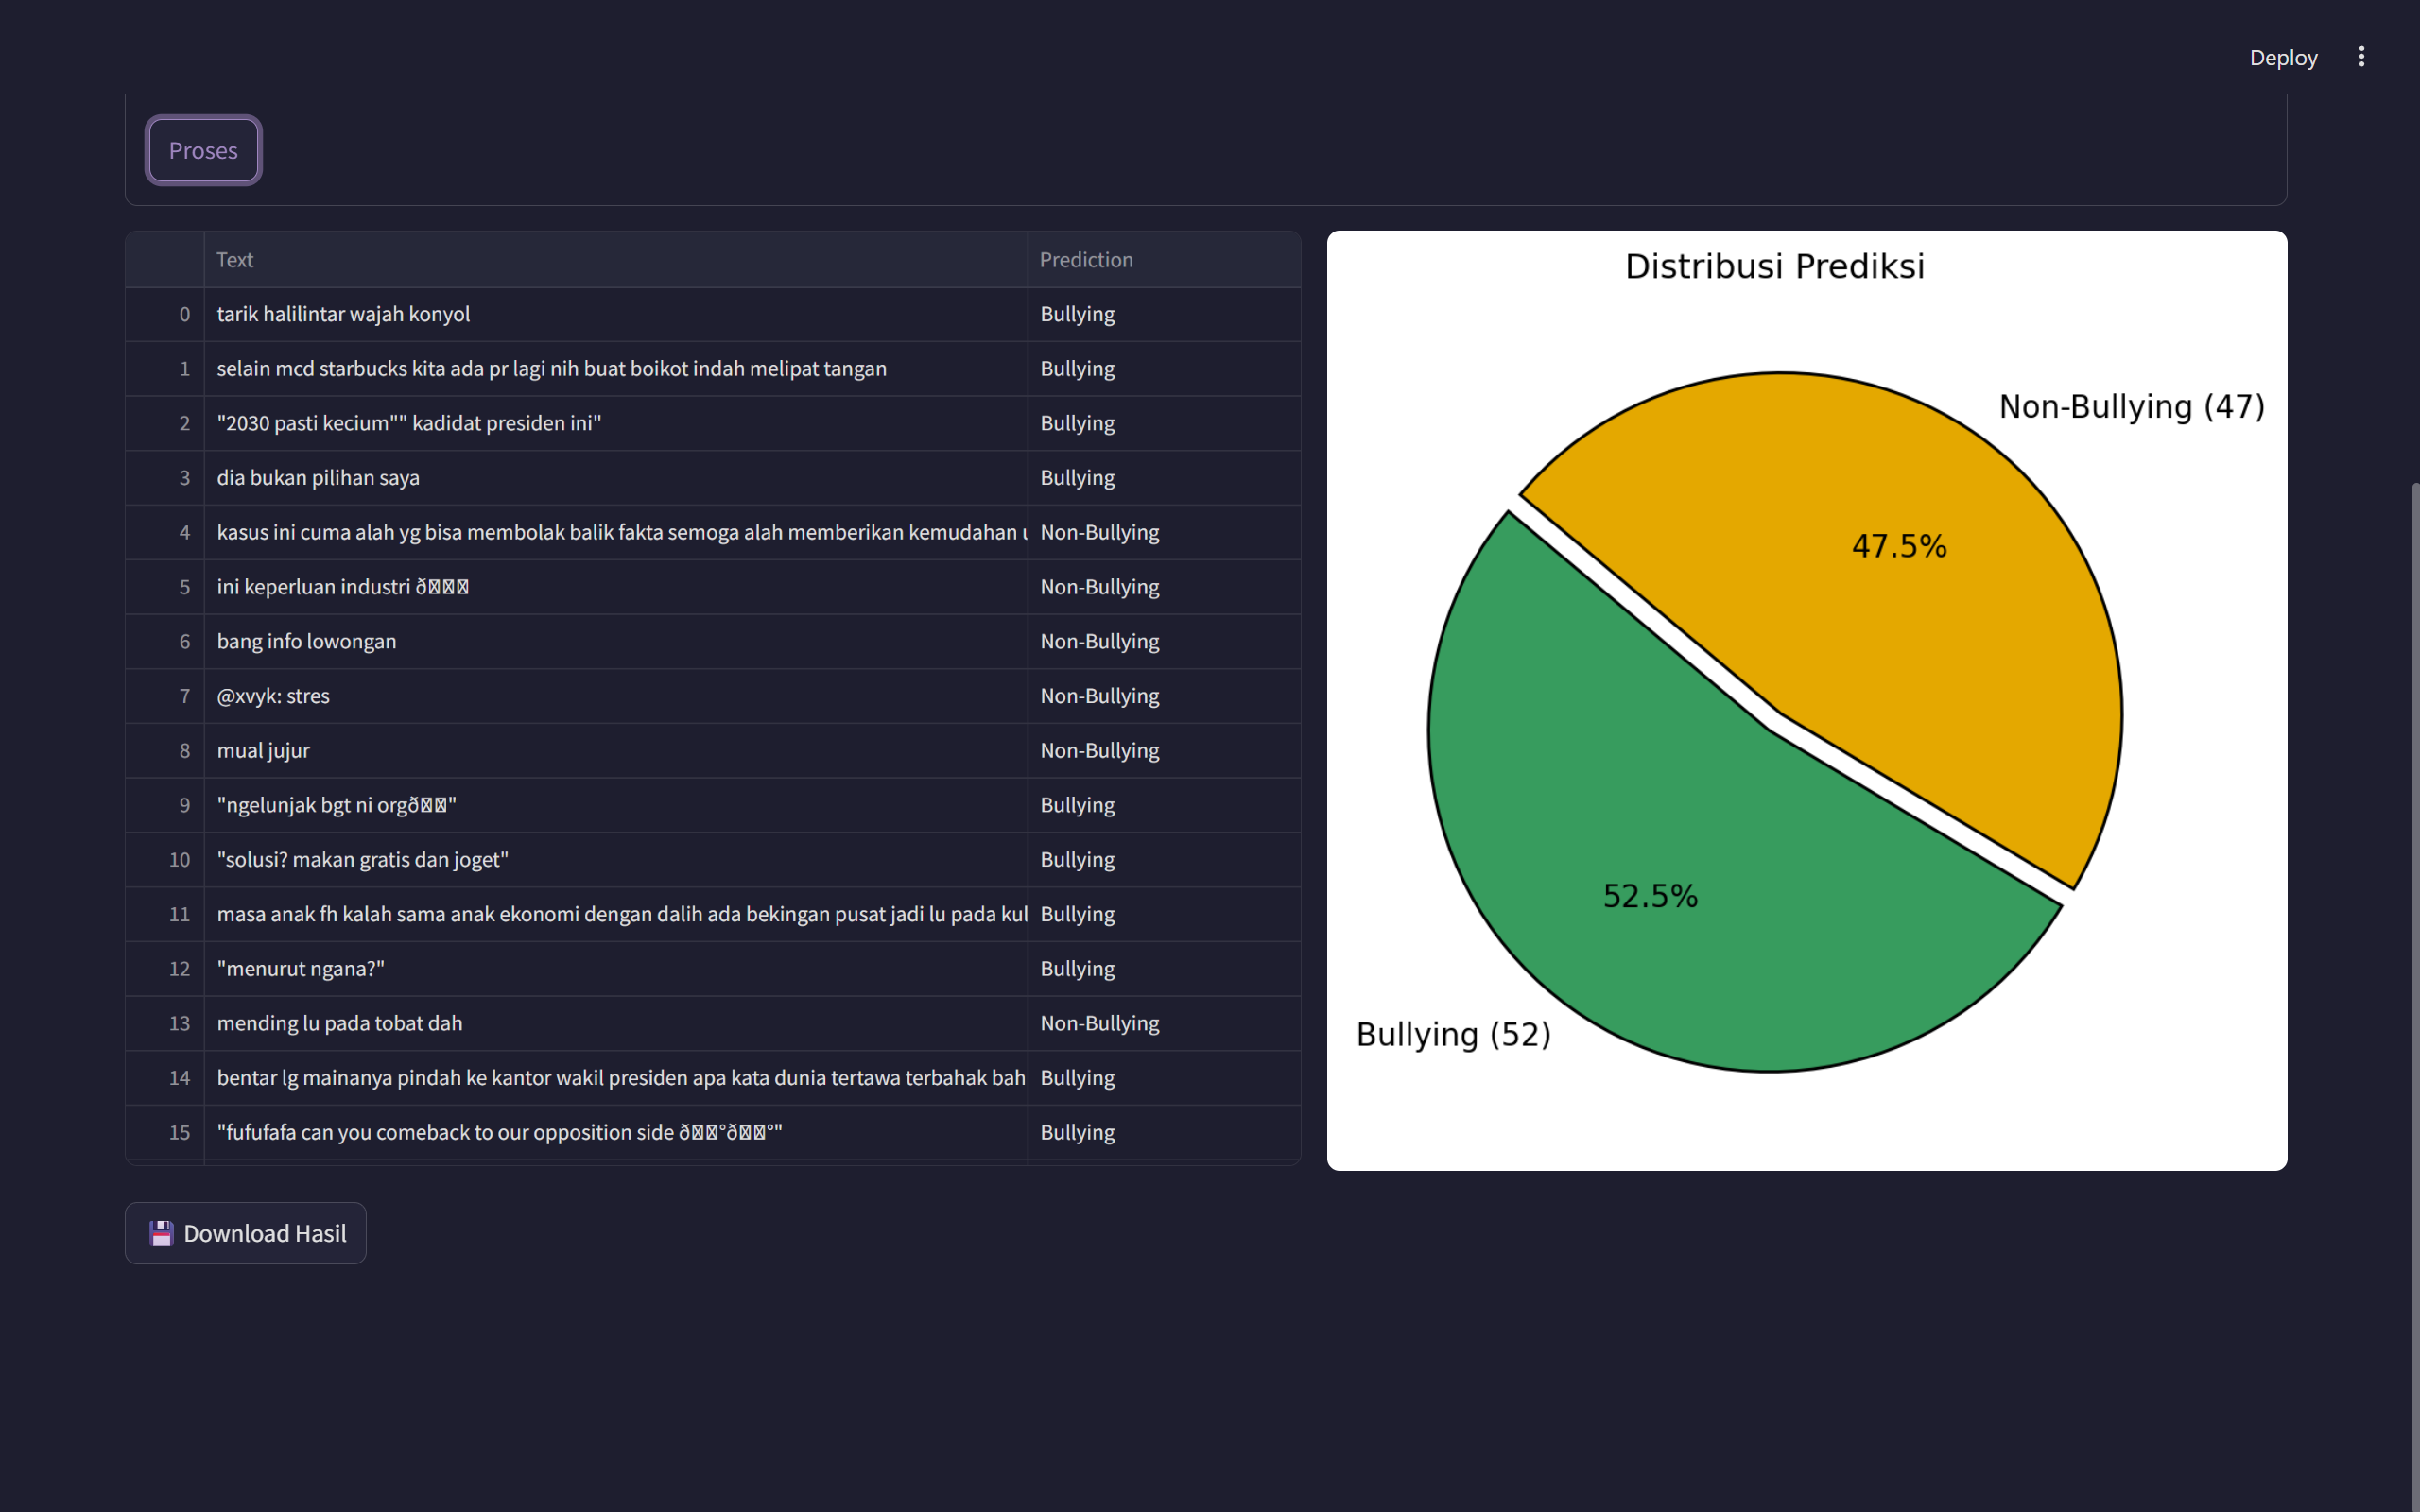 Deploy
Proses
Text Prediction
0 tarik halilintar wajah konyol Bullying
1 selain mcd starbucks kita ada pr lagi nih buat boikot indah melipat tangan Bullying
2 "2030 pasti kecium"" kadidat presiden ini" Bullying
3 dia bukan pilihan saya Bullying
4 kasus ini cuma alah yg bisa membolak balik fakta semoga alah memberikan kemudahan Non-Bullying
5 ini keperluan industri ð Non-Bullying
6 bang info lowongan Non-Bullying
7 @xvyk: stres Non-Bullying
8 mual jujur Non-Bullying
9 "ngelunjak bgt ni orgð" Bullying
10 "solusi? makan gratis dan joget" Bullying
11 masa anak fh kalah sama anak ekonomi dengan dalih ada bekingan pusat jadi lu pada kul Bullying
12 "menurut ngana?" Bullying
13 mending lu pada tobat dah Non-Bullying
14 bentar lg mainanya pindah ke kantor wakil presiden apa kata dunia tertawa terbahak bah Bullying
15 "fufufafa can you comeback to our opposition side ð°ð°" Bullying
Distribusi Prediksi
Non-Bullying (47)
47.5%
52.5%
Bullying (52)
Download Hasil